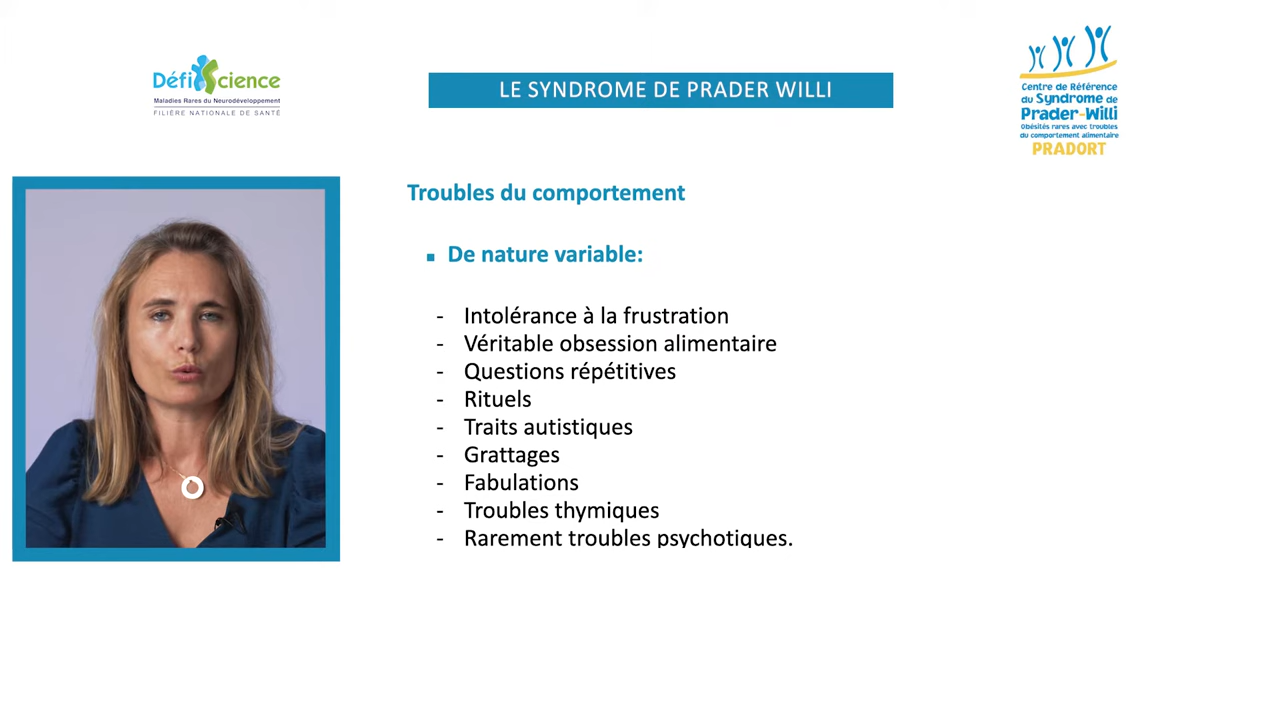 Défi Science
Maladies Rares du Neurodéveloppement
FILIÈRE NATIONALE DE SANTÉ
LE SYNDROME DE PRADER WILLI
Centre de Référence
du Syndrome de
Prader-Willi
Obésités rares avec troubles
du comportement alimentaire
PRADORT
Troubles du comportement
▪ De nature variable:
- Intolérance à la frustration
- Véritable obsession alimentaire
- Questions répétitives
- Rituels
- Traits autistiques
- Grattages
- Fabulations
- Troubles thymiques
- Rarement troubles psychotiques.